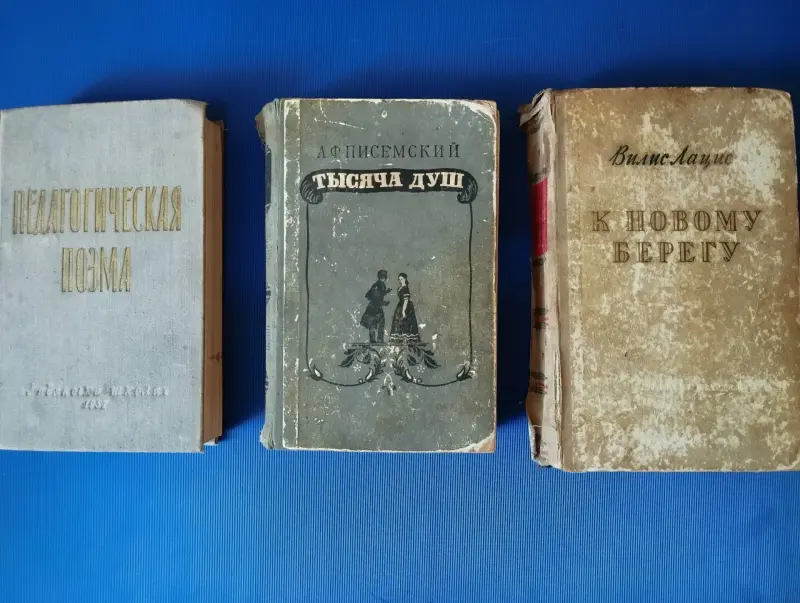 ПЕДАГОГИЧЕСКАЯ
ПОЭМА
А.Ф.ПИСЕМСКИЙ
ТЫСЯЧА ДУШ
Вилис Лацис
К НОВОМУ
БЕРЕГУ